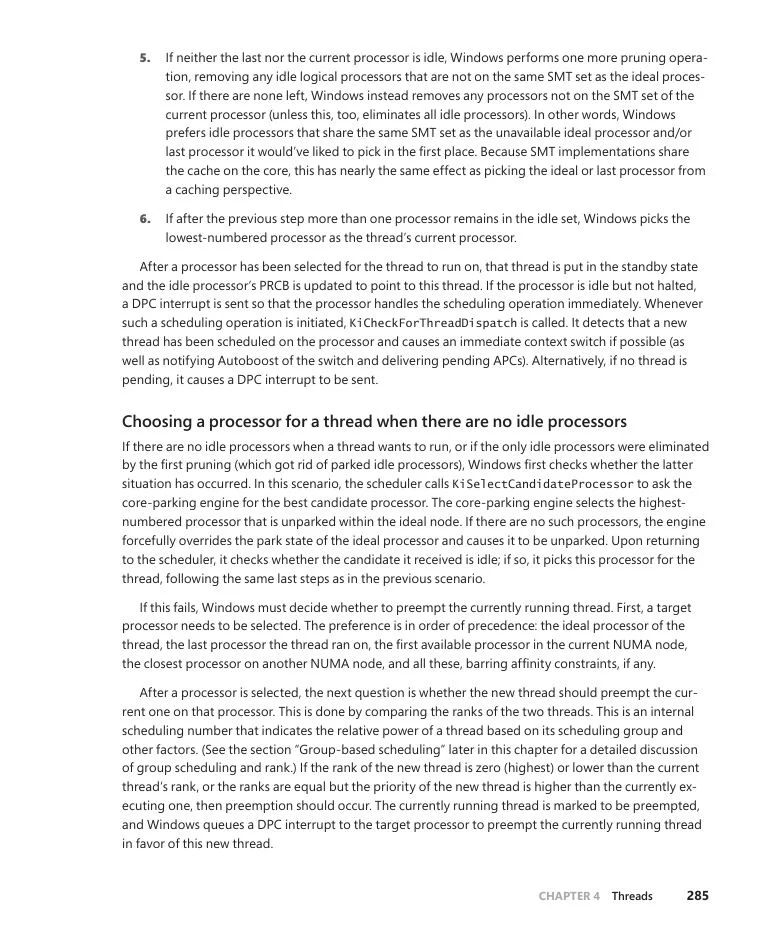 5. If neither the last nor the current processor is idle, Windows performs one more pruning opera-
tion, removing any idle logical processors that are not on the same SMT set as the ideal proces-
sor. If there are none left, Windows instead removes any processors not on the SMT set of the
current processor (unless this, too, eliminates all idle processors). In other words, Windows
prefers idle processors that share the same SMT set as the unavailable ideal processor and/or
last processor it would've liked to pick in the first place. Because SMT implementations share
the cache on the core, this has nearly the same effect as picking the ideal or last processor from
a caching perspective.
6. If after the previous step more than one processor remains in the idle set, Windows picks the
lowest-numbered processor as the thread's current processor.
After a processor has been selected for the thread to run on, that thread is put in the standby state
and the idle processor's PRCB is updated to point to this thread. If the processor is idle but not halted,
a DPC interrupt is sent so that the processor handles the scheduling operation immediately. Whenever
such a scheduling operation is initiated, KiCheckForThreadDispatch is called. It detects that a new
thread has been scheduled on the processor and causes an immediate context switch if possible (as
well as notifying Autoboost of the switch and delivering pending APCs). Alternatively, if no thread is
pending, it causes a DPC interrupt to be sent.
Choosing a processor for a thread when there are no idle processors
If there are no idle processors when a thread wants to run, or if the only idle processors were eliminated
by the first pruning (which got rid of parked idle processors), Windows first checks whether the latter
situation has occurred. In this scenario, the scheduler calls KiSelectCandidateProcessor to ask the
core-parking engine for the best candidate processor. The core-parking engine selects the highest-
numbered processor that is unparked within the ideal node. If there are no such processors, the engine
forcefully overrides the park state of the ideal processor and causes it to be unparked. Upon returning
to the scheduler, it checks whether the candidate it received is idle; if so, it picks this processor for the
thread, following the same last steps as in the previous scenario.
If this fails, Windows must decide whether to preempt the currently running thread. First, a target
processor needs to be selected. The preference is in order of precedence: the ideal processor of the
thread, the last processor the thread ran on, the first available processor in the current NUMA node,
the closest processor on another NUMA node, and all these, barring affinity constraints, if any.
After a processor is selected, the next question is whether the new thread should preempt the cur-
rent one on that processor. This is done by comparing the ranks of the two threads. This is an internal
scheduling number that indicates the relative power of a thread based on its scheduling group and
other factors. (See the section "Group-based scheduling" later in this chapter for a detailed discussion
of group scheduling and rank.) If the rank of the new thread is zero (highest) or lower than the current
thread's rank, or the ranks are equal but the priority of the new thread is higher than the currently ex-
ecuting one, then preemption should occur. The currently running thread is marked to be preempted,
and Windows queues a DPC interrupt to the target processor to preempt the currently running thread
in favor of this new thread.
CHAPTER 4 Threads 285